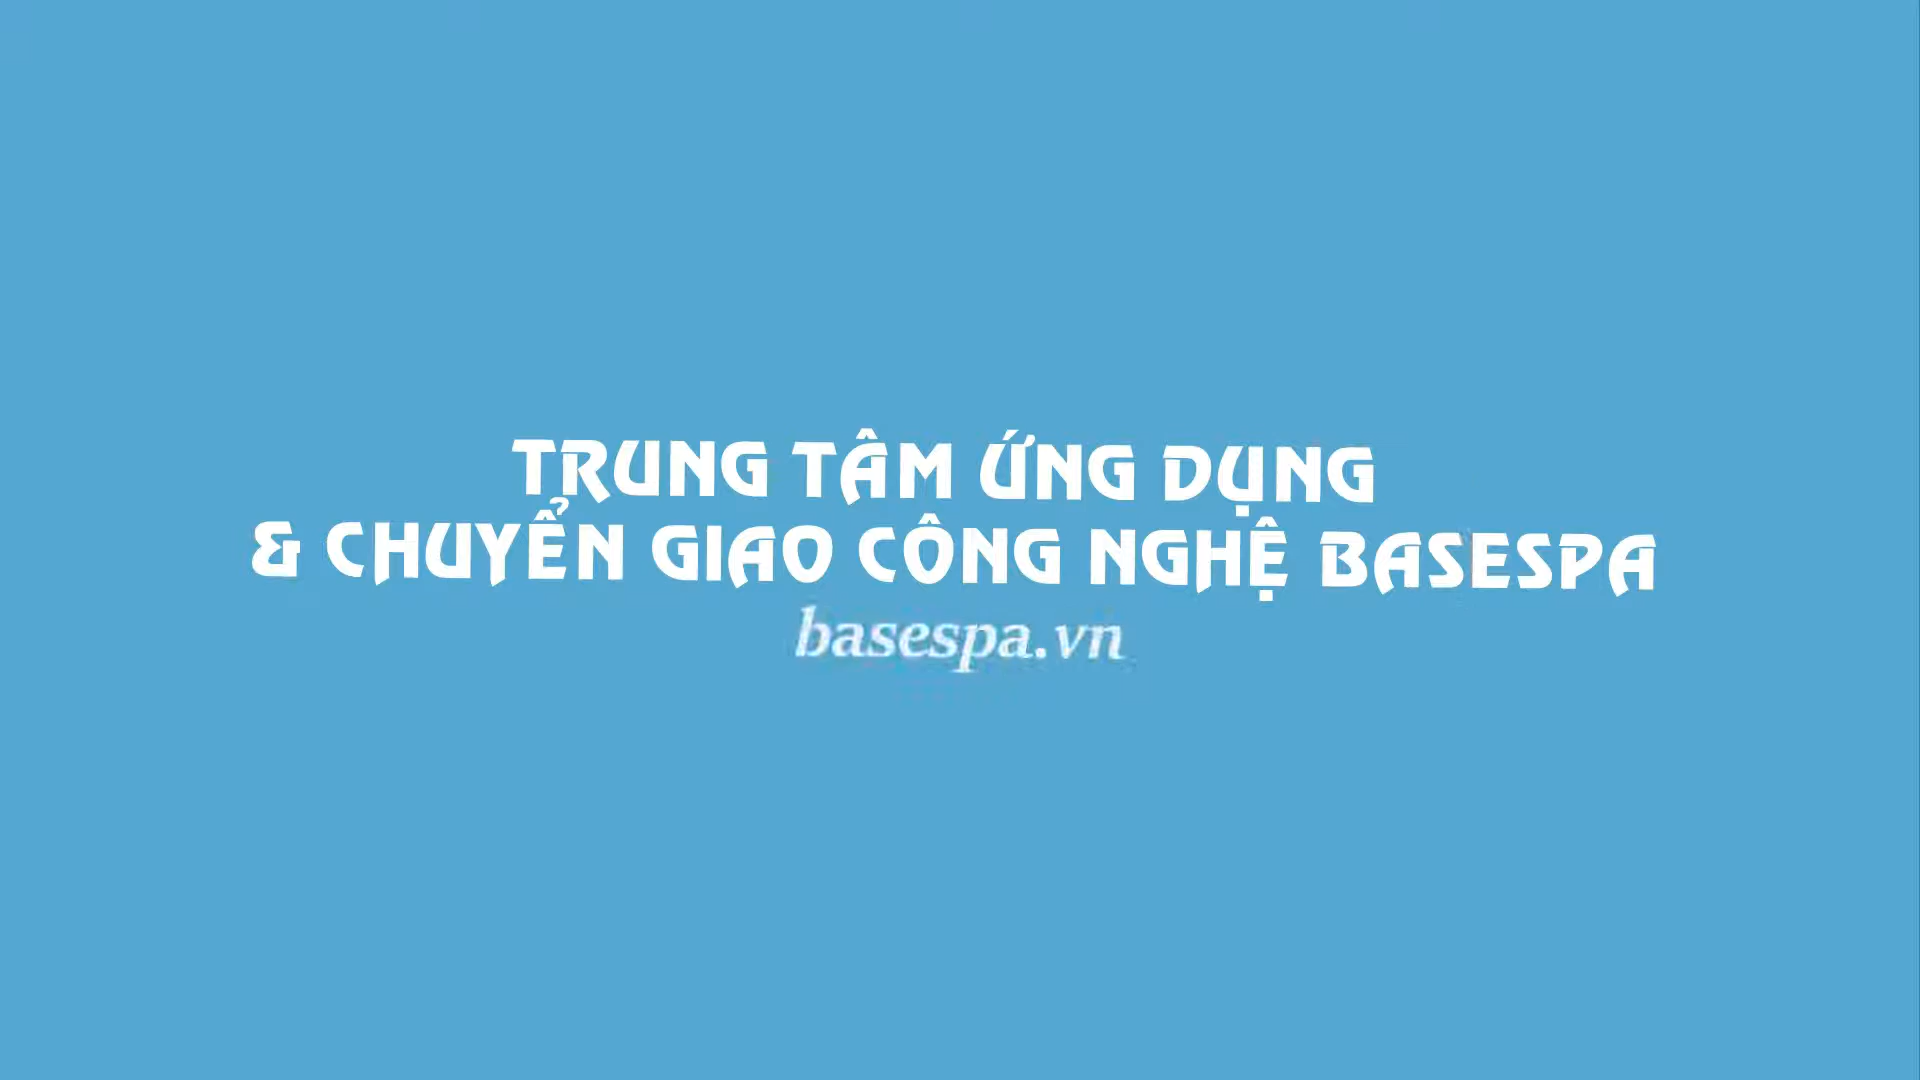 TRUNG TÂM ỨNG DỤNG
& CHUYỂN GIAO CÔNG NGHỆ BASESPA
basespa.vn